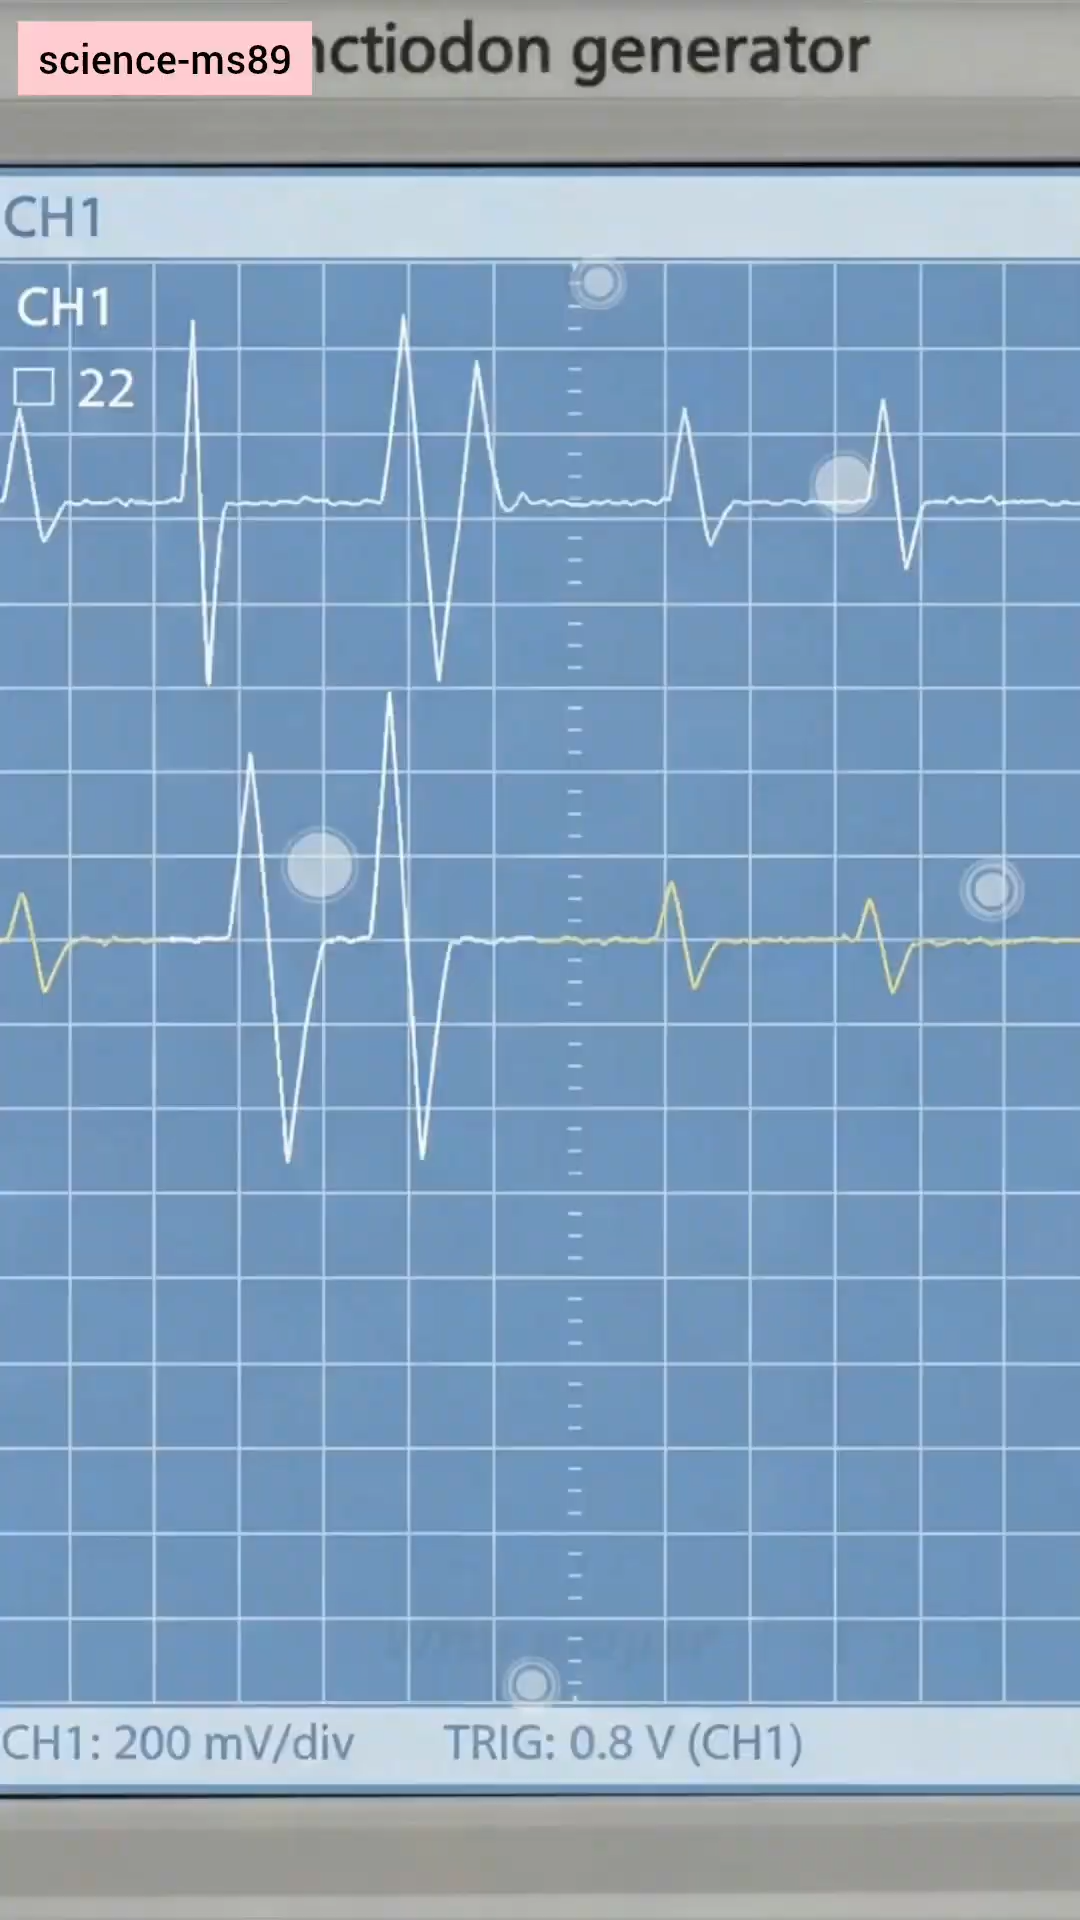 science-ms89
nctiodon generator
CH1
CH1
22
CH1: 200 mV/div TRIG: 0.8 V (CH1)